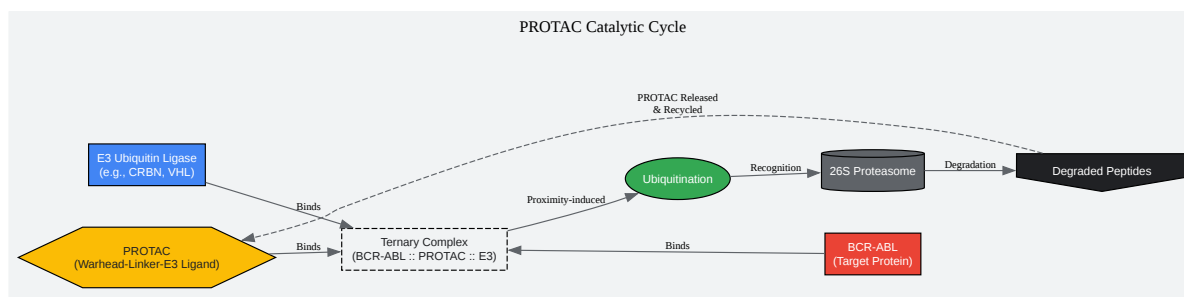 PROTAC Catalytic Cycle
PROTAC Released
& Recycled
E3 Ubiquitin Ligase
(e.g., CRBN, VHL)
Recognition
Degradation
26S Proteasome
Degraded Peptides
Ubiquitination
Proximity-induced
Binds
PROTAC
(Warhead-Linker-E3 Ligand)
Binds
Ternary Complex
(BCR-ABL :: PROTAC :: E3)
Binds
BCR-ABL
(Target Protein)